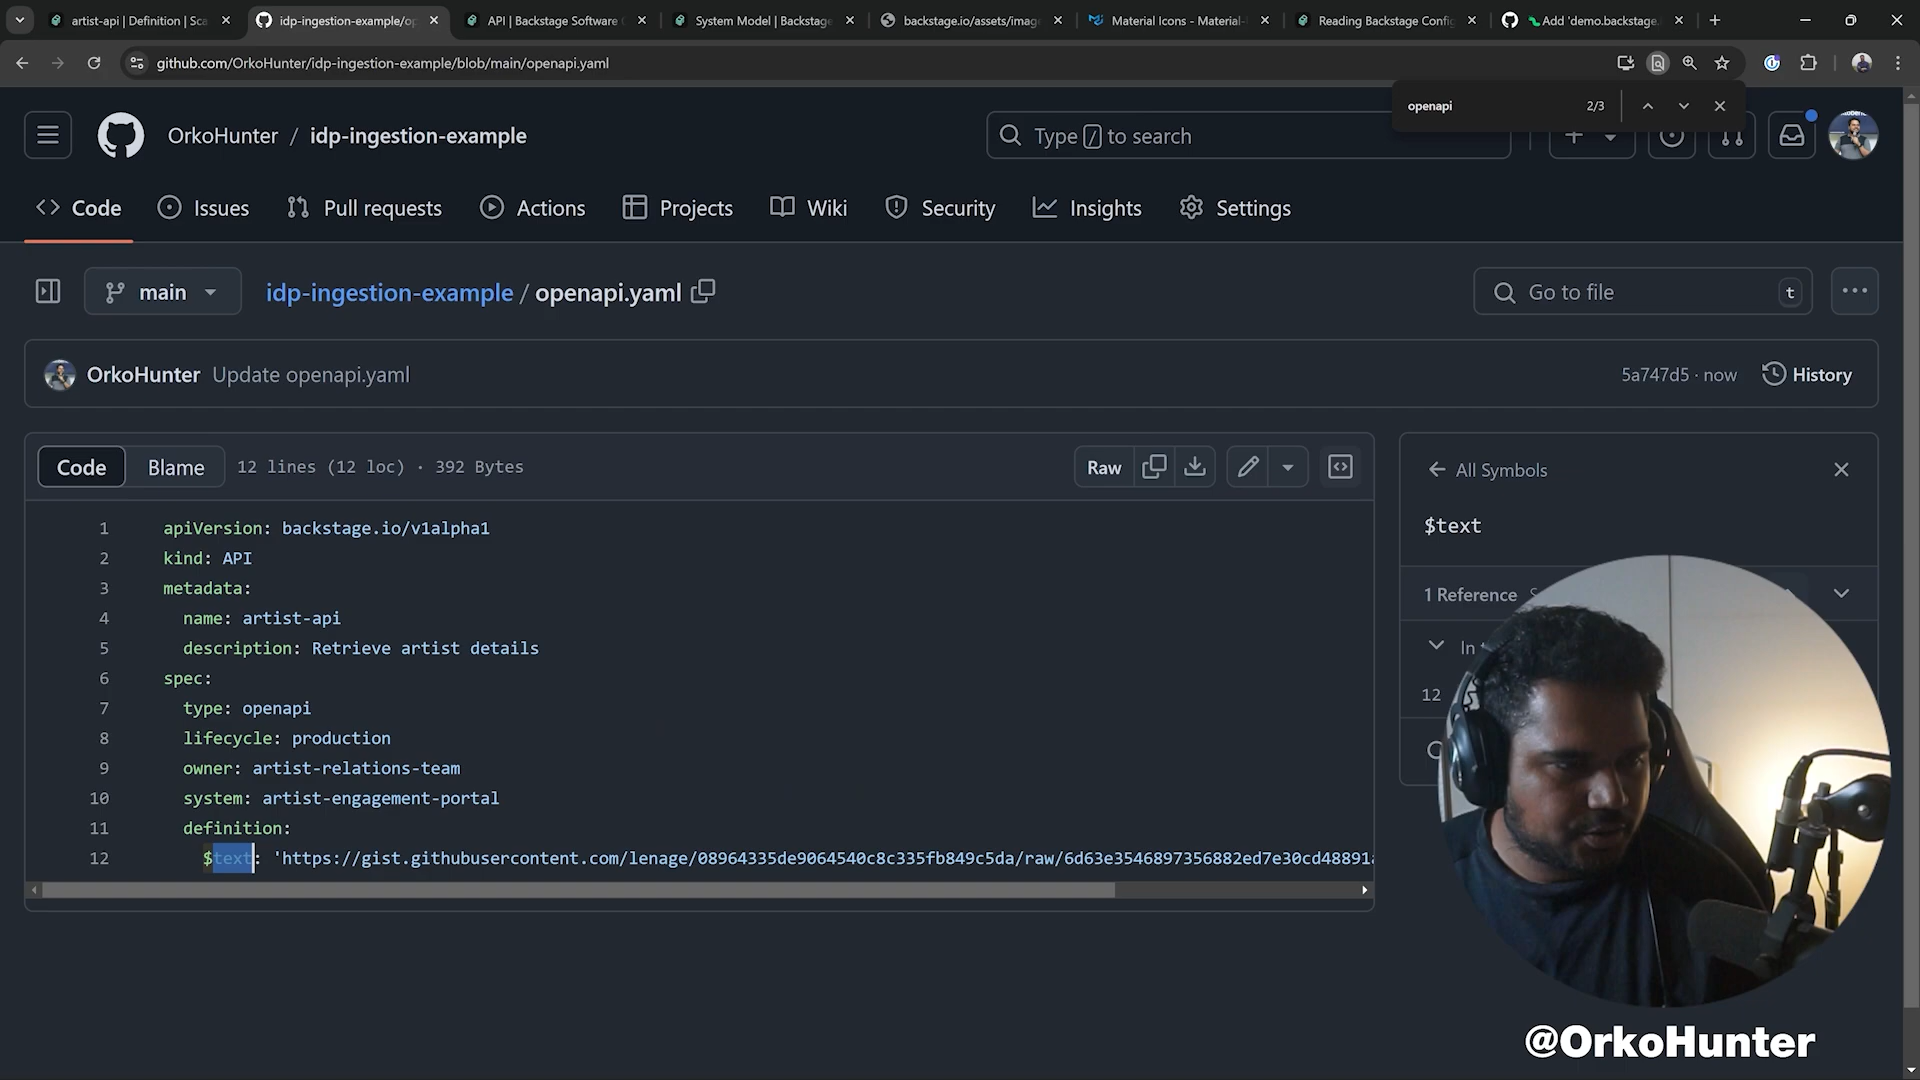 artist-api | Definition | Sca
idp-ingestion-example/op
API | Backstage Software
System Model | Backstage
backstage.io/assets/imag
Material Icons - Material-
Reading Backstage Confi
Add 'demo.backstage.
github.com/OrkoHunter/idp-ingestion-example/blob/main/openapi.yaml
openapi 2/3
OrkoHunter / idp-ingestion-example
Type / to search
Code
Issues
Pull requests
Actions
Projects
Wiki
Security
Insights
Settings
main
idp-ingestion-example / openapi.yaml
Go to file
t
OrkoHunter Update openapi.yaml
5a747d5 · now
History
Code
Blame
12 lines (12 loc) · 392 Bytes
Raw
1 apiVersion: backstage.io/v1alpha1
2 kind: API
3 metadata:
4 name: artist-api
5 description: Retrieve artist details
6 spec:
7 type: openapi
8 lifecycle: production
9 owner: artist-relations-team
10 system: artist-engagement-portal
11 definition:
12 $text: 'https://gist.githubusercontent.com/lenage/08964335de9064540c8c335fb849c5da/raw/6d63e3546897356882ed7e30cd48891a
All Symbols
$text
1 Reference
In
12
@OrkoHunter